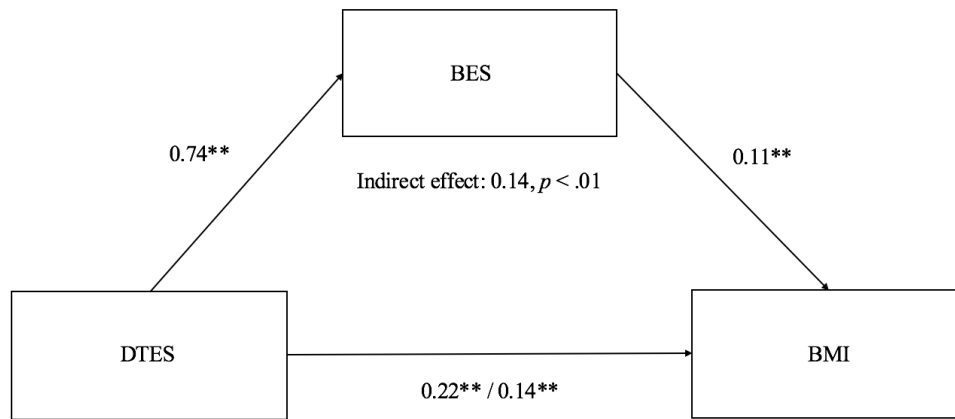 BES
0.74**
0.11**
Indirect effect: 0.14, p < .01
DTES
BMI
0.22** / 0.14**